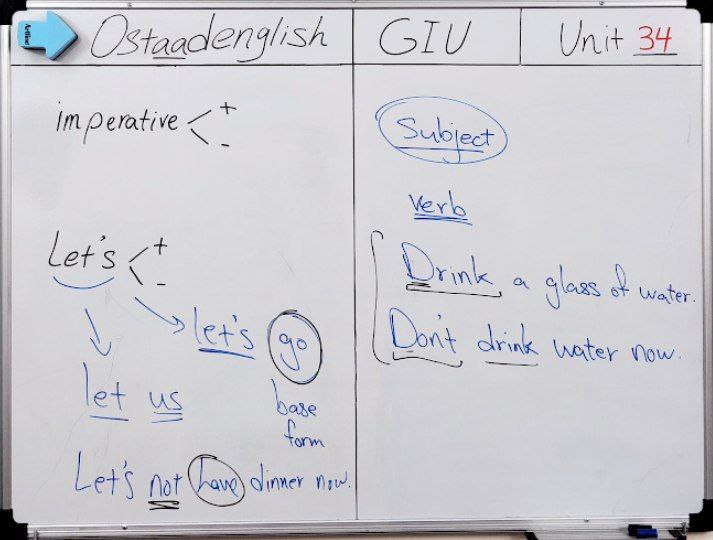 Ostaadenglish
GIU
Unit 34
imperative < +
-
Let's < +
-
let's go
base
form
let us
Let's not have dinner now.
Subject
verb
Drink a glass of water.
Don't drink water now.